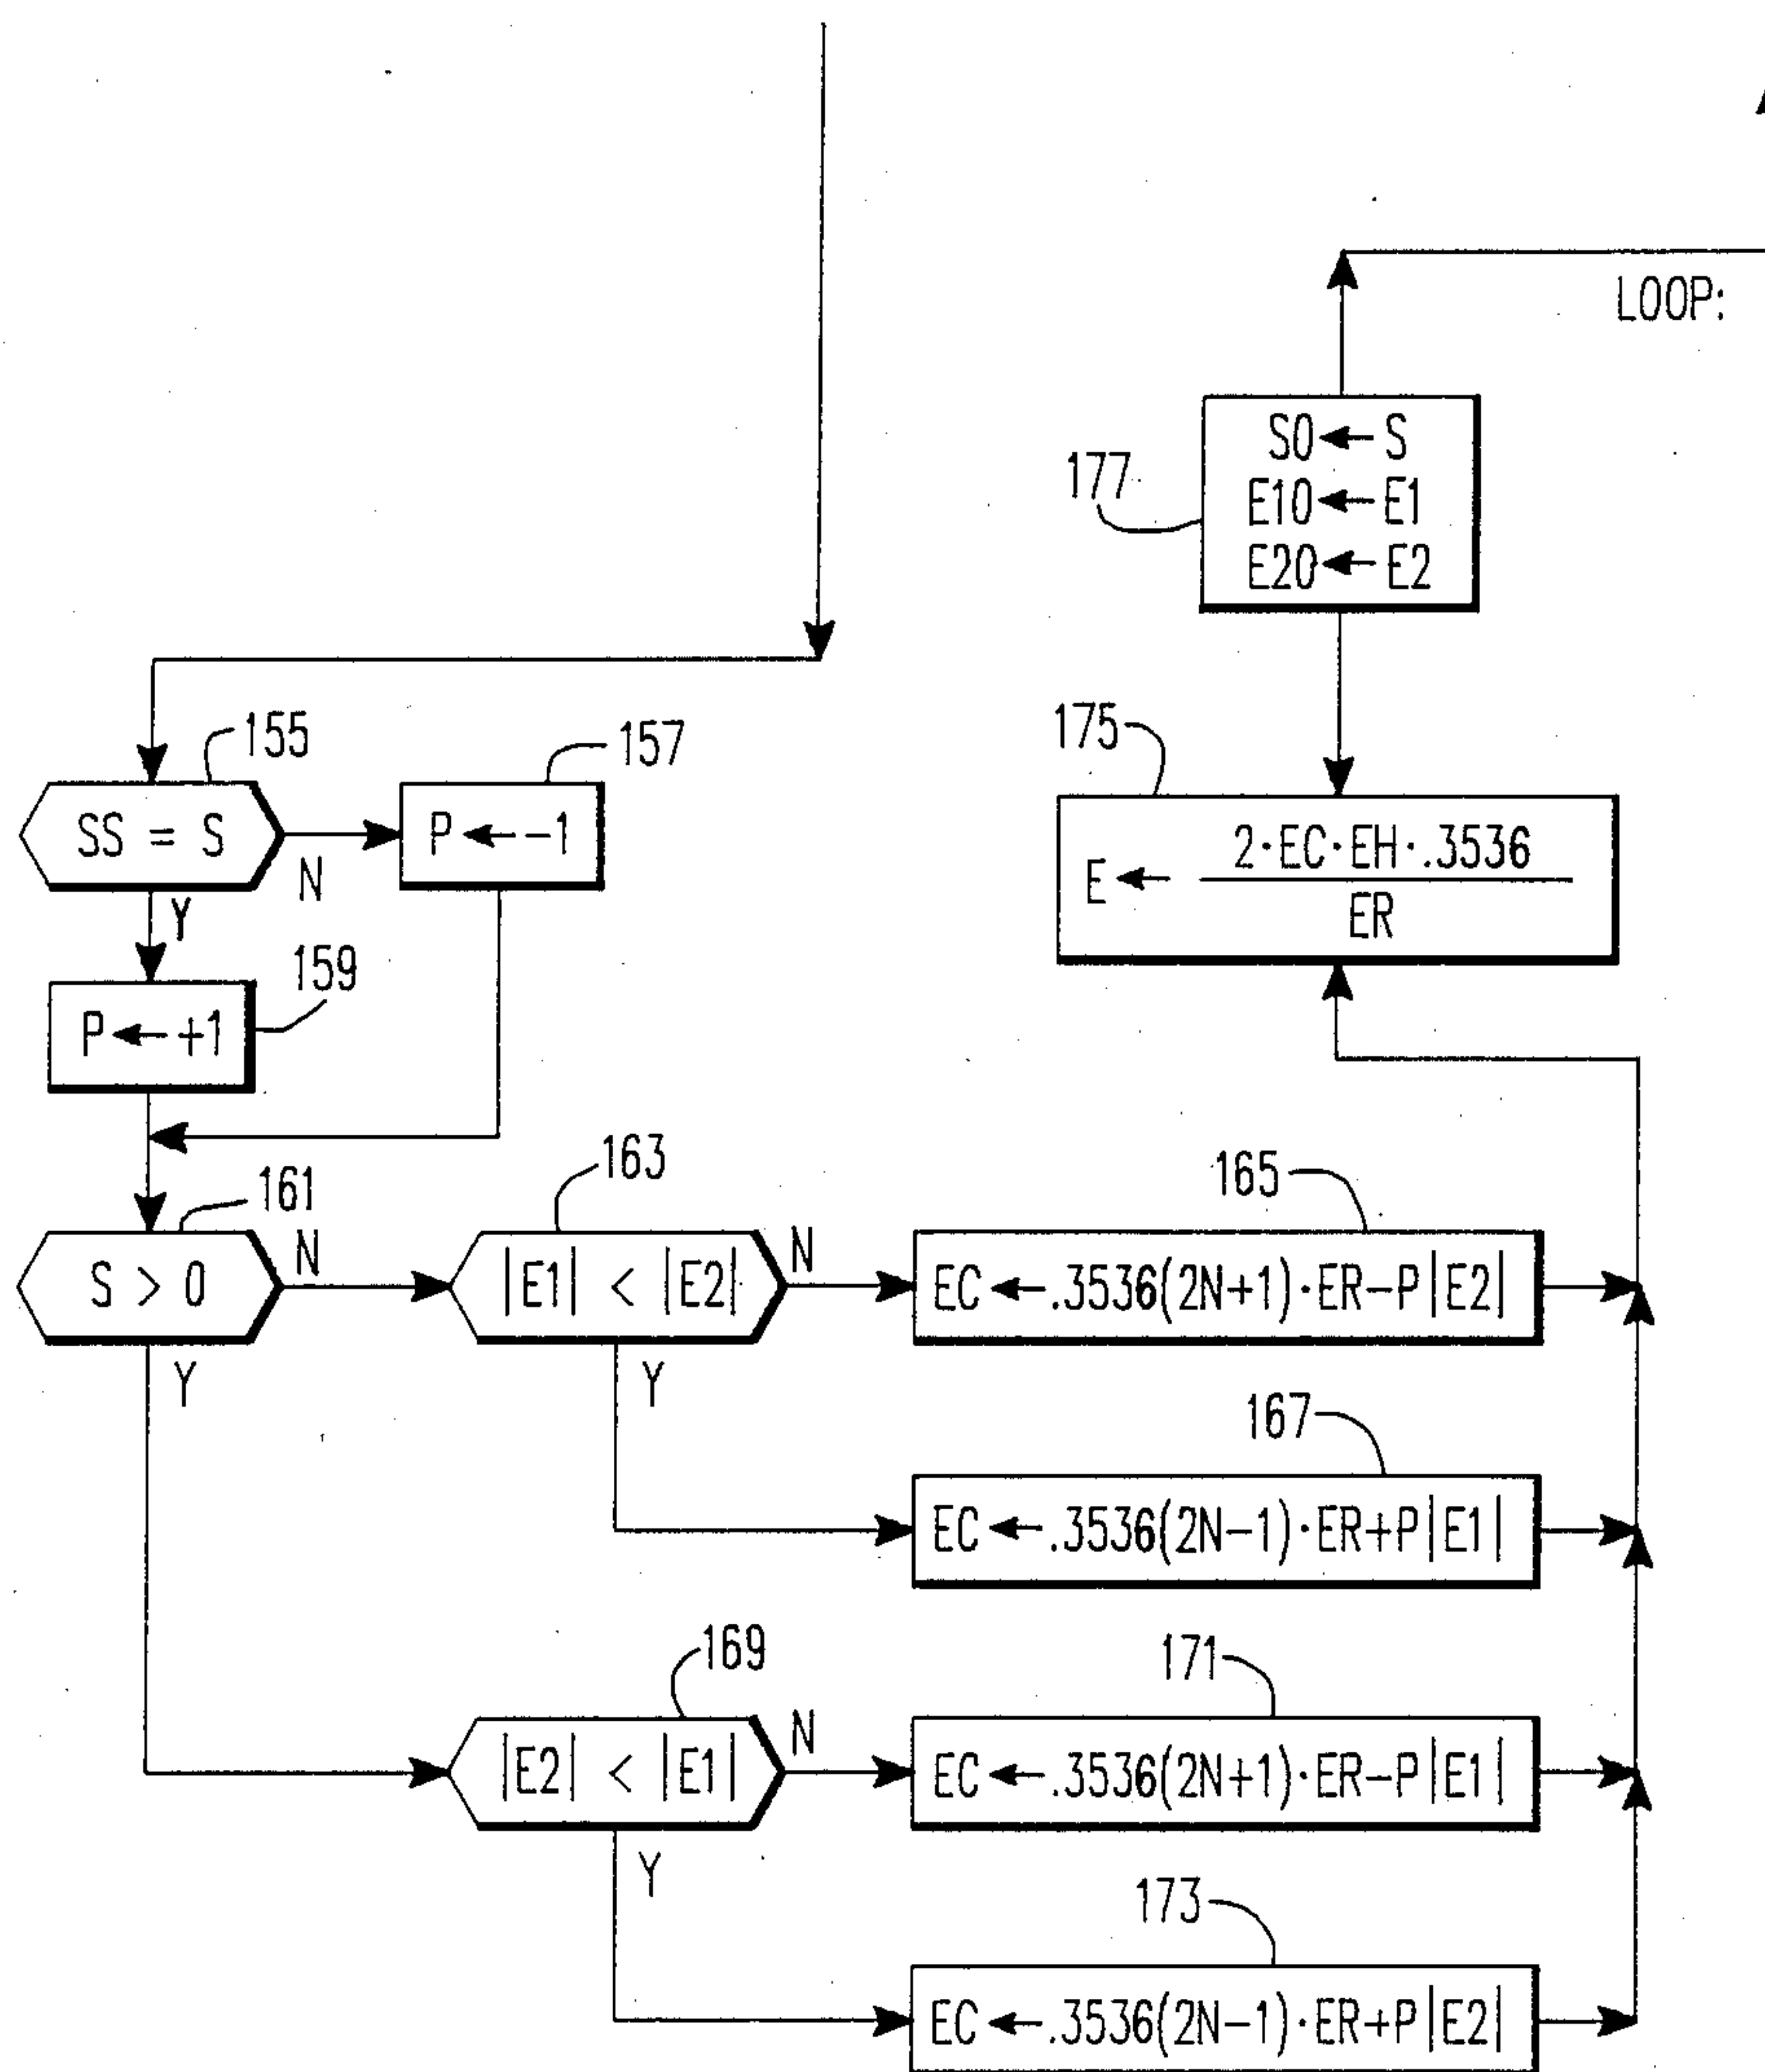 LOOP:
S0←S
177
E10←E1
E20←E2
155
157
175
SS = S
N
P←-1
Y
E← 2·EC·EH·.3536
ER
159
P←+1
161
163
165
S > 0
N
|E1| < |E2|
N
EC←.3536(2N+1)·ER-P|E2|
Y
Y
167
EC←.3536(2N-1)·ER+P|E1|
169
171
|E2| < |E1|
N
EC←.3536(2N+1)·ER-P|E1|
Y
173
EC←.3536(2N-1)·ER+P|E2|